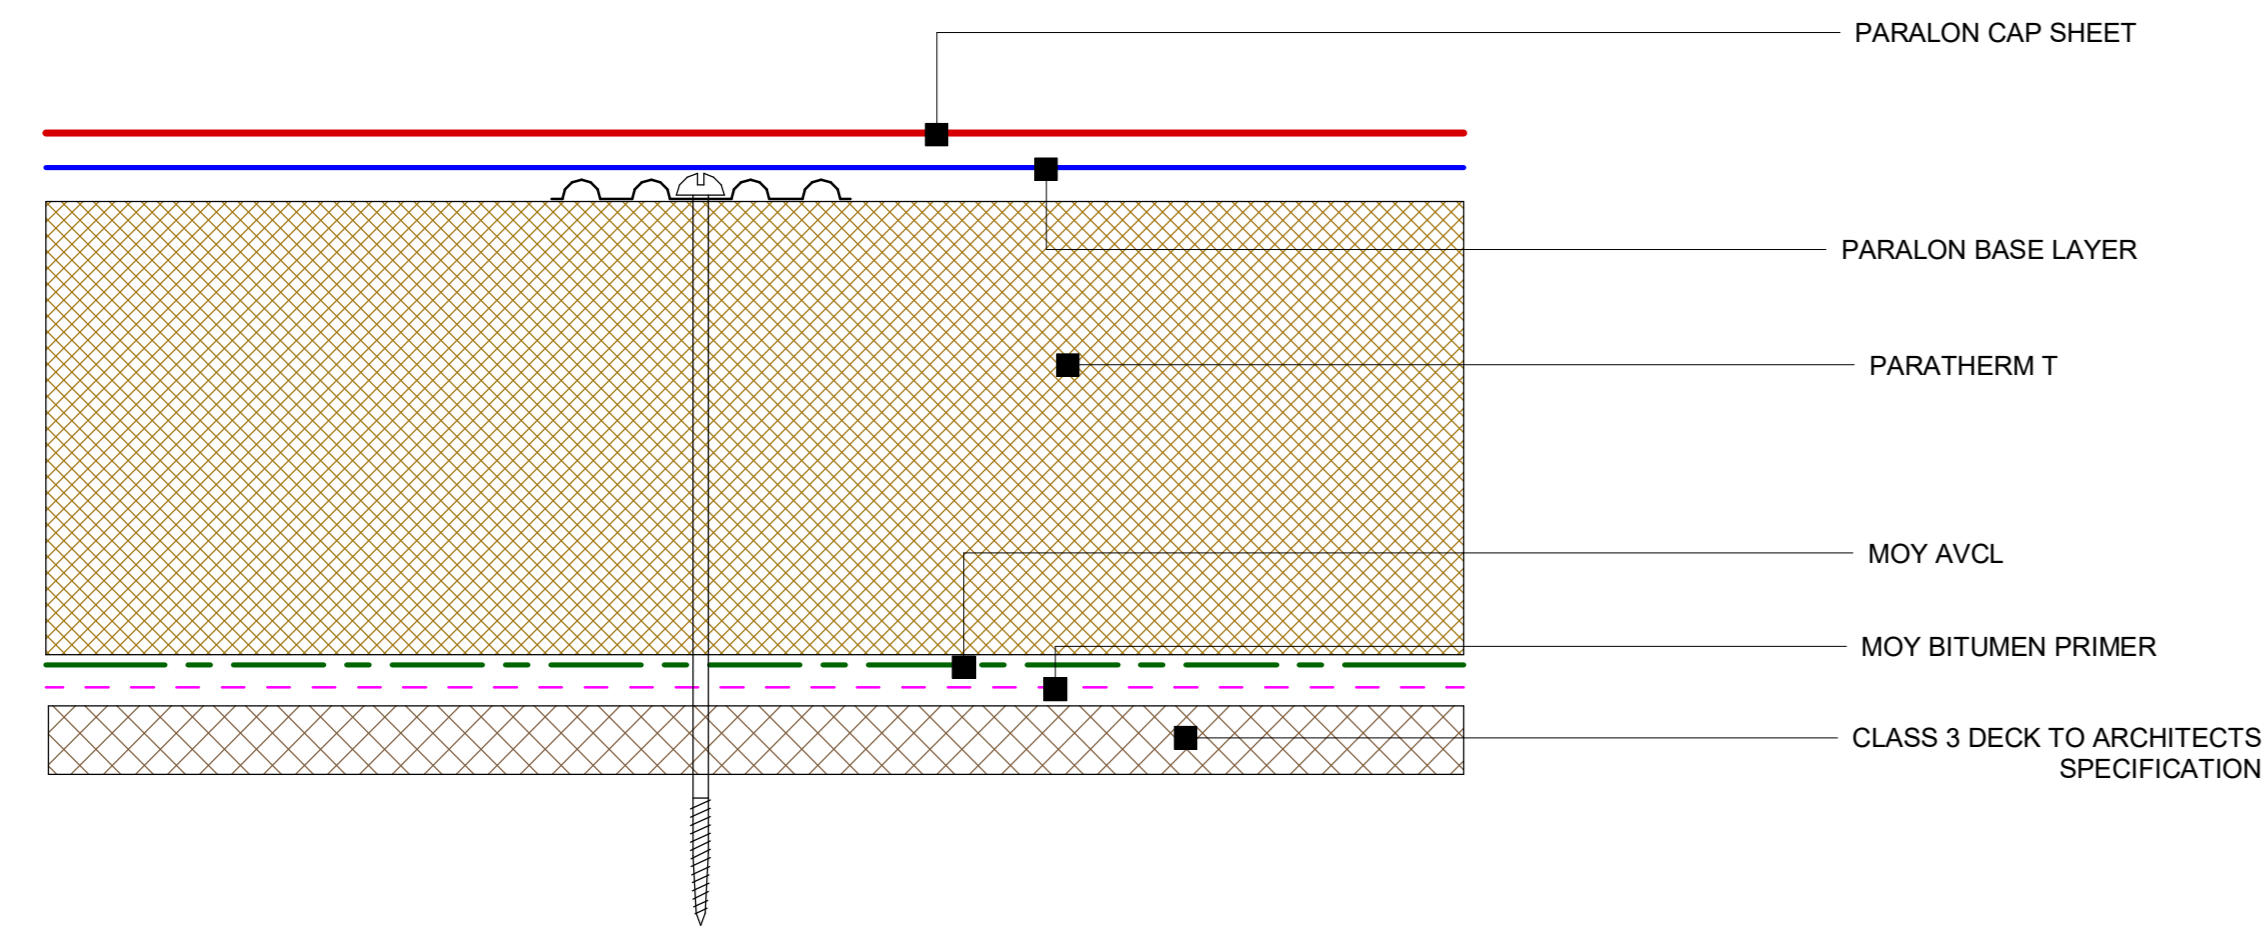 PARALON CAP SHEET
PARALON BASE LAYER
PARATHERM T
MOY AVCL
MOY BITUMEN PRIMER
CLASS 3 DECK TO ARCHITECTS
SPECIFICATION